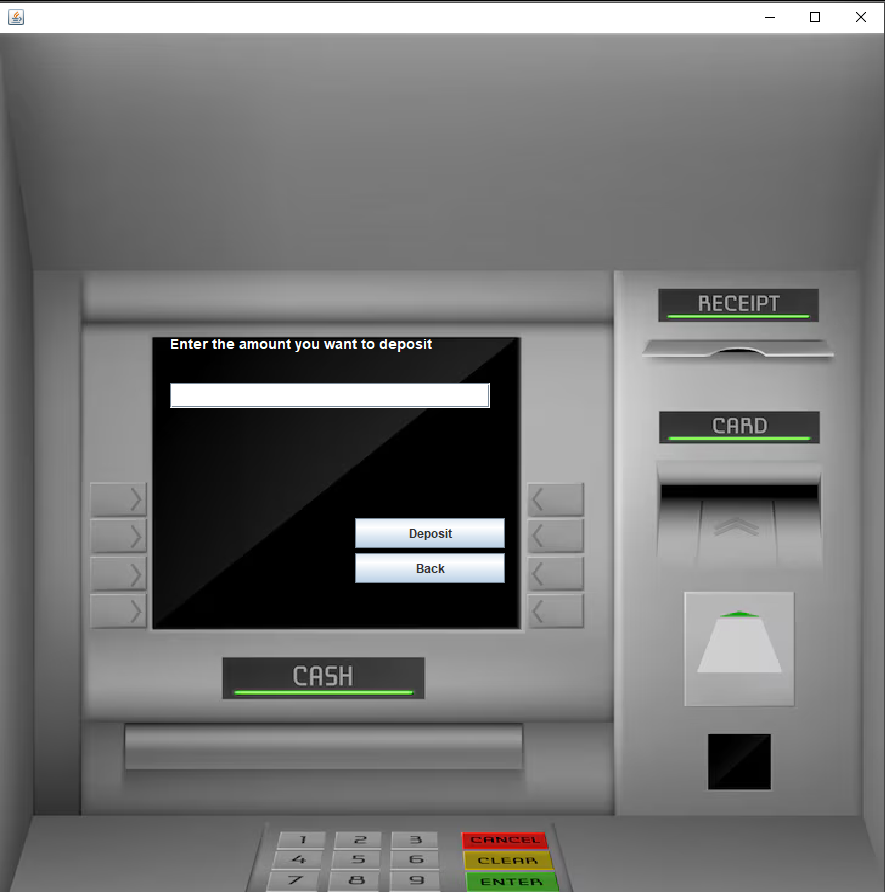 Enter the amount you want to deposit
RECEIPT
CARD
Deposit
Back
CASH
1 2 3 CANCEL
4 5 6 CLEAR
7 8 9 ENTER